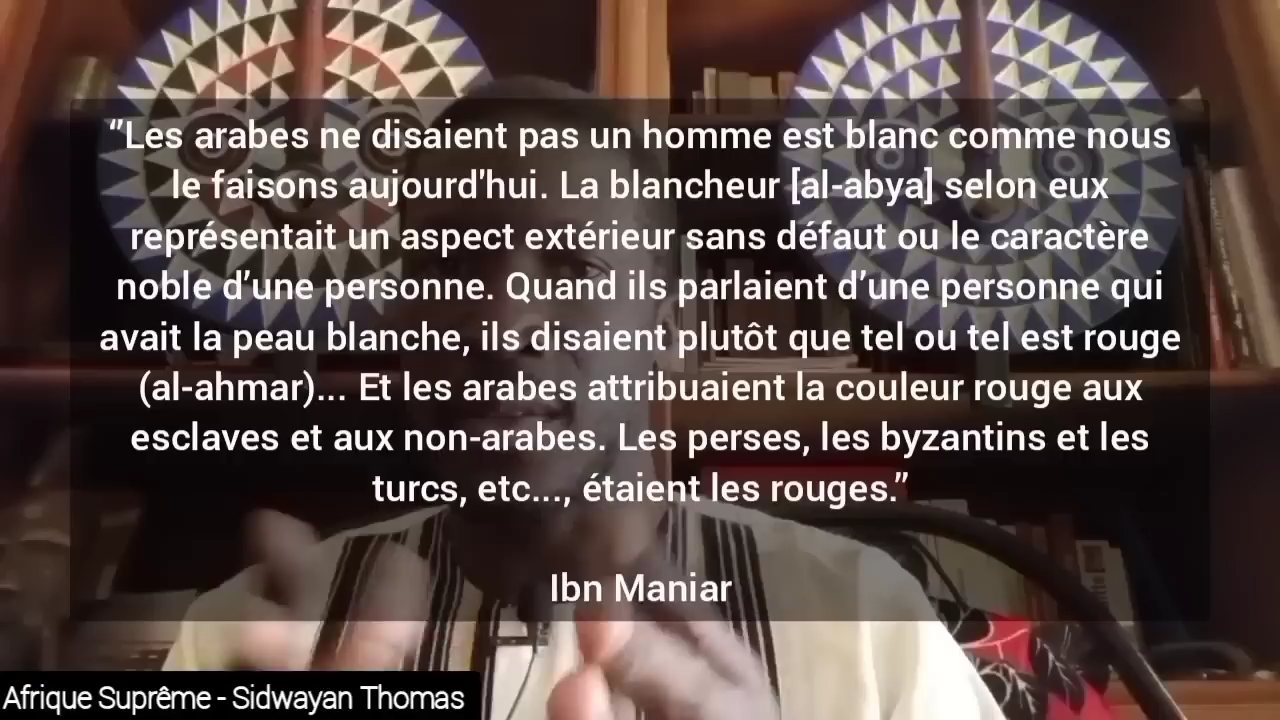 “Les arabes ne disaient pas un homme est blanc comme nous
le faisons aujourd'hui. La blancheur [al-abya] selon eux
représentait un aspect extérieur sans défaut ou le caractère
noble d’une personne. Quand ils parlaient d’une personne qui
avait la peau blanche, ils disaient plutôt que tel ou tel est rouge
(al-ahmar)... Et les arabes attribuaient la couleur rouge aux
esclaves et aux non-arabes. Les perses, les byzantins et les
turcs, etc..., étaient les rouges.”
Ibn Maniar
Afrique Suprême - Sidwayan Thomas